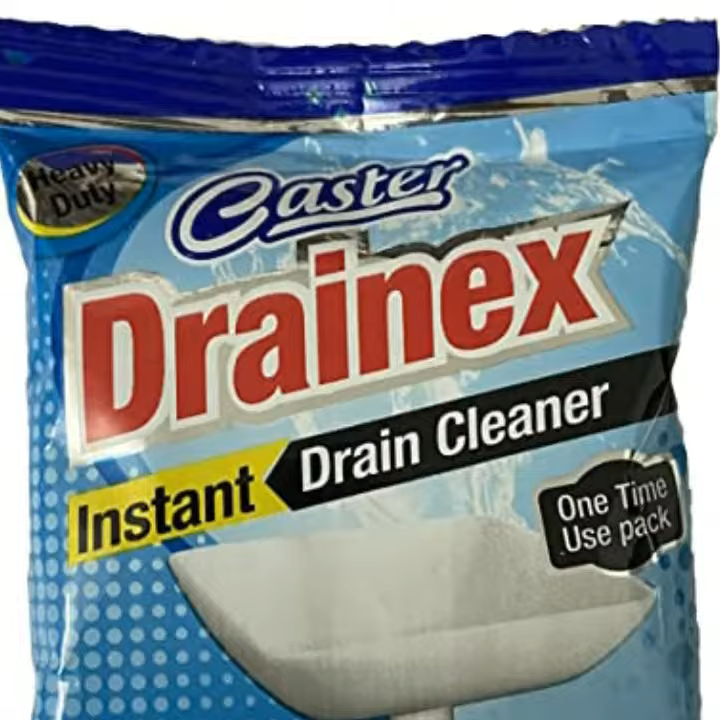 Heavy
Duty
Caster
Drainex
Instant Drain Cleaner
One Time
Use pack